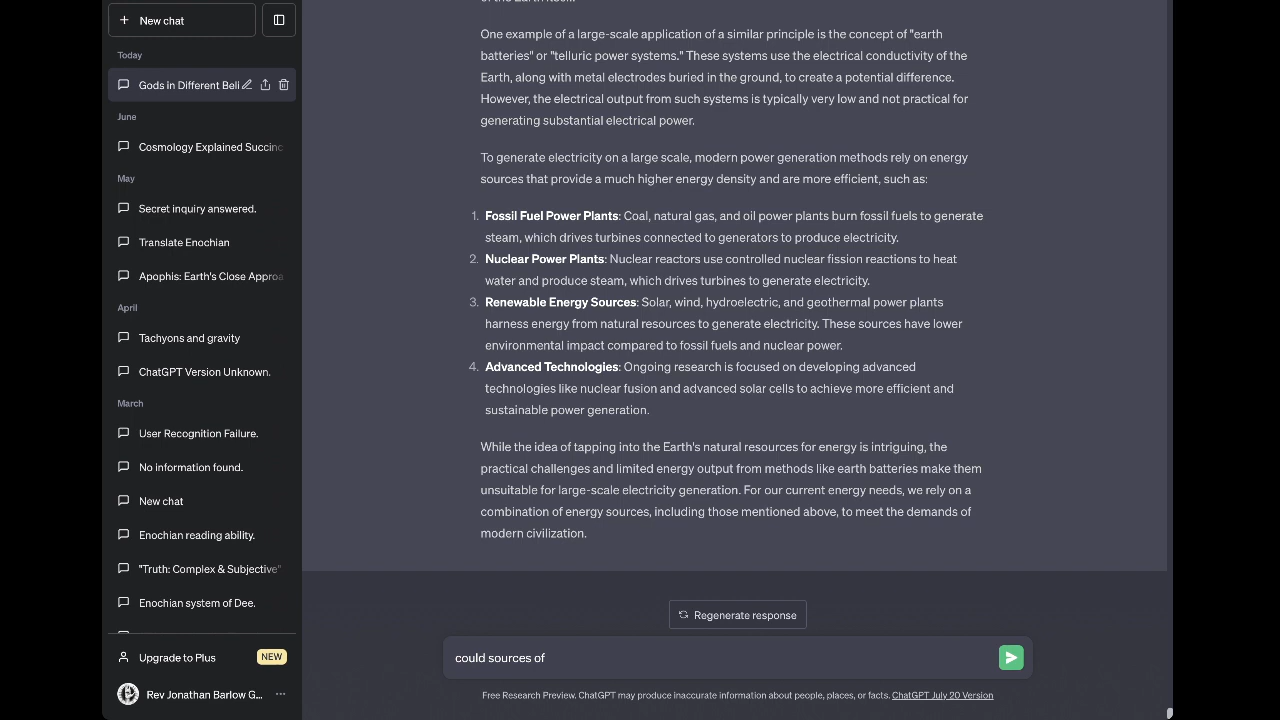 New chat
Today
Gods in Different Beli
June
Cosmology Explained Succinc
May
Secret inquiry answered.
Translate Enochian
Apophis: Earth's Close Approa
April
Tachyons and gravity
ChatGPT Version Unknown.
March
User Recognition Failure.
No information found.
New chat
Enochian reading ability.
"Truth: Complex & Subjective"
Enochian system of Dee.
Upgrade to Plus NEW
Rev Jonathan Barlow G...
of the Earth itself.
One example of a large-scale application of a similar principle is the concept of "earth
batteries" or "telluric power systems." These systems use the electrical conductivity of the
Earth, along with metal electrodes buried in the ground, to create a potential difference.
However, the electrical output from such systems is typically very low and not practical for
generating substantial electrical power.
To generate electricity on a large scale, modern power generation methods rely on energy
sources that provide a much higher energy density and are more efficient, such as:
1. Fossil Fuel Power Plants: Coal, natural gas, and oil power plants burn fossil fuels to generate
steam, which drives turbines connected to generators to produce electricity.
2. Nuclear Power Plants: Nuclear reactors use controlled nuclear fission reactions to heat
water and produce steam, which drives turbines to generate electricity.
3. Renewable Energy Sources: Solar, wind, hydroelectric, and geothermal power plants
harness energy from natural resources to generate electricity. These sources have lower
environmental impact compared to fossil fuels and nuclear power.
4. Advanced Technologies: Ongoing research is focused on developing advanced
technologies like nuclear fusion and advanced solar cells to achieve more efficient and
sustainable power generation.
While the idea of tapping into the Earth's natural resources for energy is intriguing, the
practical challenges and limited energy output from methods like earth batteries make them
unsuitable for large-scale electricity generation. For our current energy needs, we rely on a
combination of energy sources, including those mentioned above, to meet the demands of
modern civilization.
Regenerate response
could sources of
Free Research Preview. ChatGPT may produce inaccurate information about people, places, or facts. ChatGPT July 20 Version